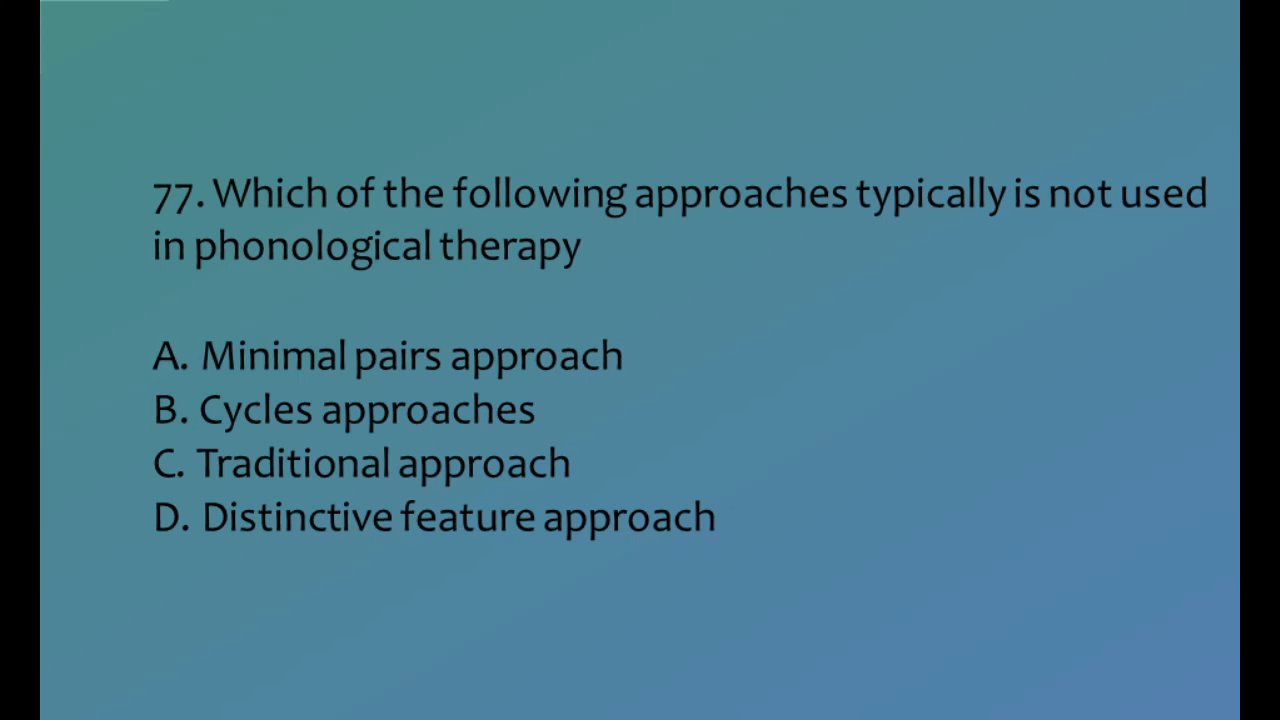 77. Which of the following approaches typically is not used
in phonological therapy
A. Minimal pairs approach
B. Cycles approaches
C. Traditional approach
D. Distinctive feature approach